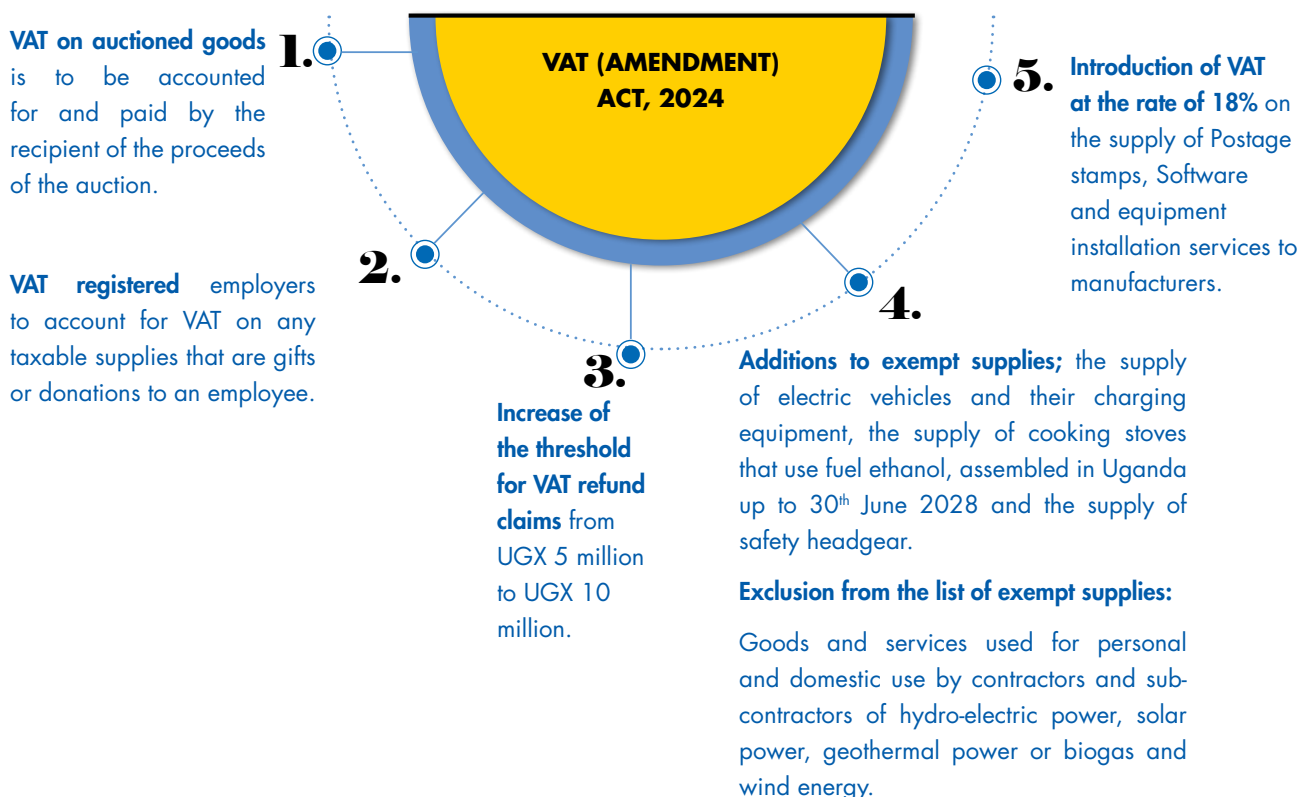 VAT (AMENDMENT)
ACT, 2024
1.
VAT on auctioned goods
is to be accounted
for and paid by the
recipient of the proceeds
of the auction.
2.
VAT registered employers
to account for VAT on any
taxable supplies that are gifts
or donations to an employee.
3.
Increase of
the threshold
for VAT refund
claims from
UGX 5 million
to UGX 10
million.
4.
Additions to exempt supplies; the supply
of electric vehicles and their charging
equipment, the supply of cooking stoves
that use fuel ethanol, assembled in Uganda
up to 30th June 2028 and the supply of
safety headgear.
Exclusion from the list of exempt supplies:
Goods and services used for personal
and domestic use by contractors and sub-
contractors of hydro-electric power, solar
power, geothermal power or biogas and
wind energy.
5.
Introduction of VAT
at the rate of 18% on
the supply of Postage
stamps, Software
and equipment
installation services to
manufacturers.